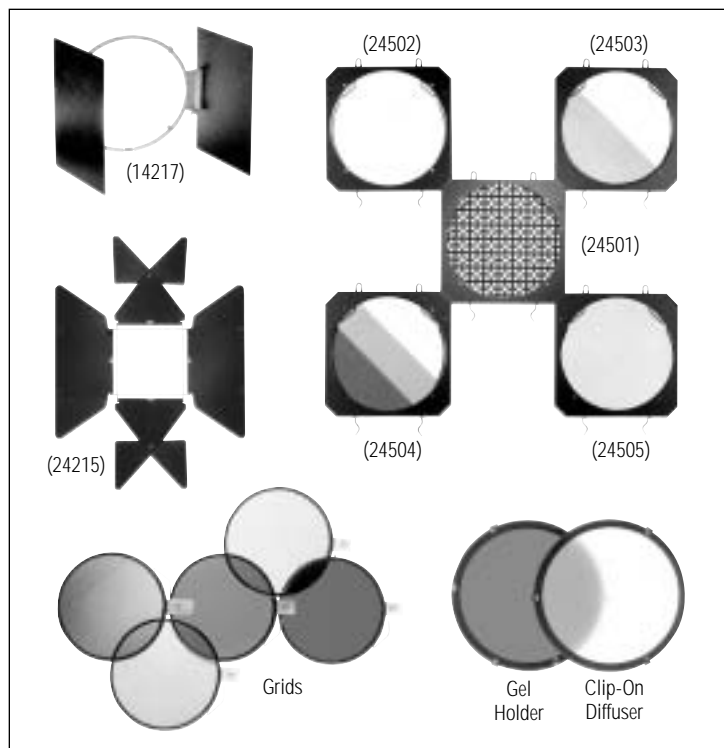 (24502)
(24503)
(14217)
(24501)
(24215)
(24504)
(24505)
Grids
Gel
Holder
Clip-On
Diffuser